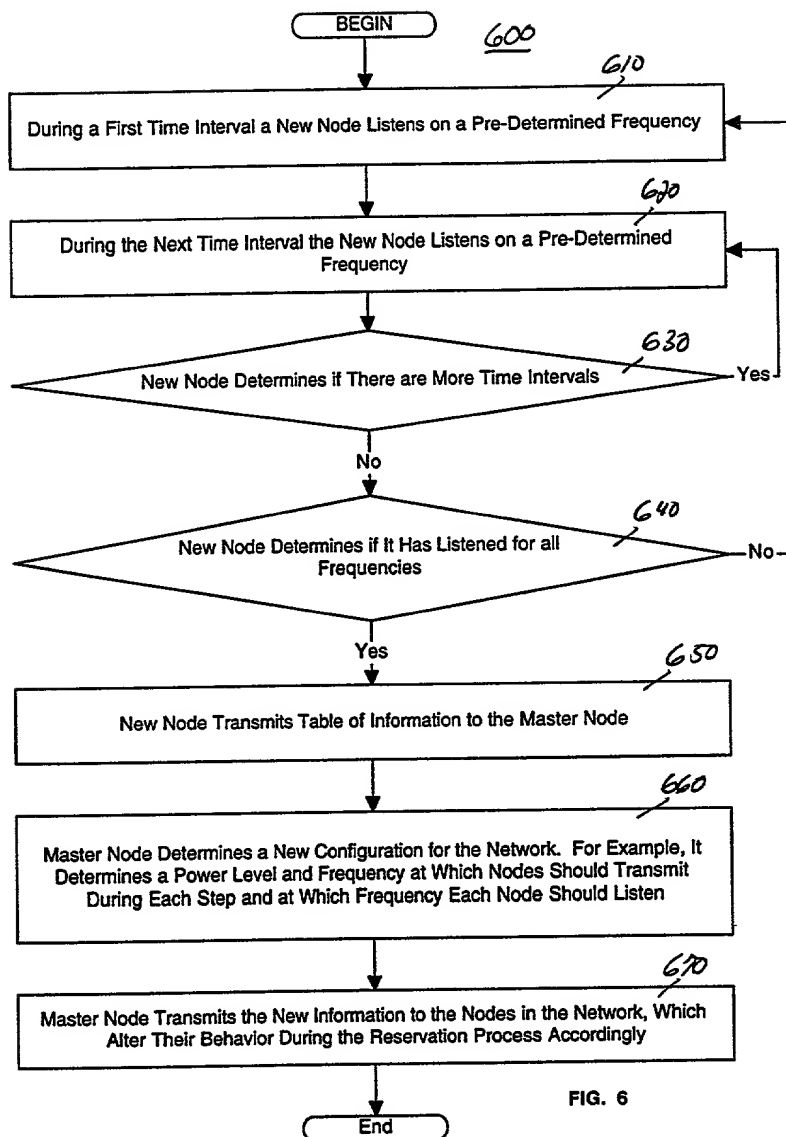 BEGIN
600
610
During a First Time Interval a New Node Listens on a Pre-Determined Frequency
620
During the Next Time Interval the New Node Listens on a Pre-Determined
Frequency
630
New Node Determines if There are More Time Intervals
Yes
No
640
New Node Determines if It Has Listened for all
Frequencies
No
Yes
650
New Node Transmits Table of Information to the Master Node
660
Master Node Determines a New Configuration for the Network. For Example, It
Determines a Power Level and Frequency at Which Nodes Should Transmit
During Each Step and at Which Frequency Each Node Should Listen
670
Master Node Transmits the New Information to the Nodes in the Network, Which
Alter Their Behavior During the Reservation Process Accordingly
FIG. 6
End